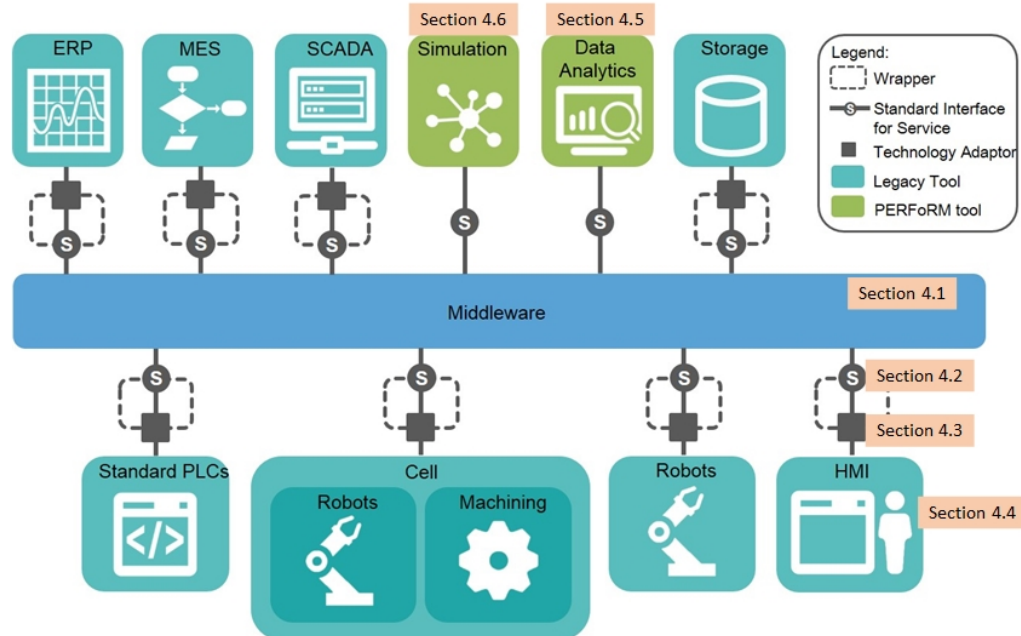 Section 4.6
Section 4.5
ERP
MES
SCADA
Simulation
Data
Analytics
Storage
Legend:
Wrapper
S
Standard Interface
for Service
Technology Adaptor
Legacy Tool
PERFoRM tool
S
S
S
S
S
S
Section 4.1
Middleware
S
S
S
S
Section 4.2
Section 4.3
Standard PLCs
Cell
Robots
HMI
Robots
Machining
</>
Section 4.4